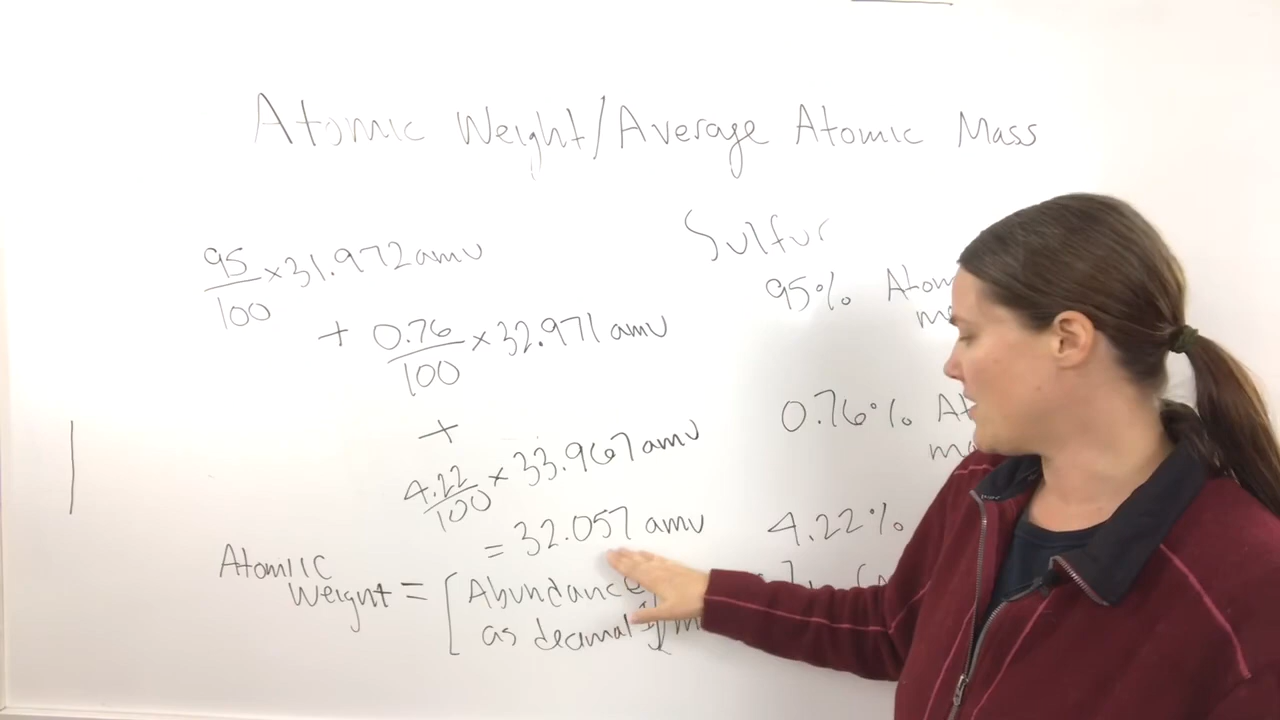 Atomic Weight/Average Atomic Mass
95/100 x 31.972 amu
+ 0.76/100 x 32.971 amu
+
4.22/100 x 33.967 amu
= 32.057 amu
Atomic
Weight = [Abundance
as decimal
Sulfur
95%
0.76%
4.22%